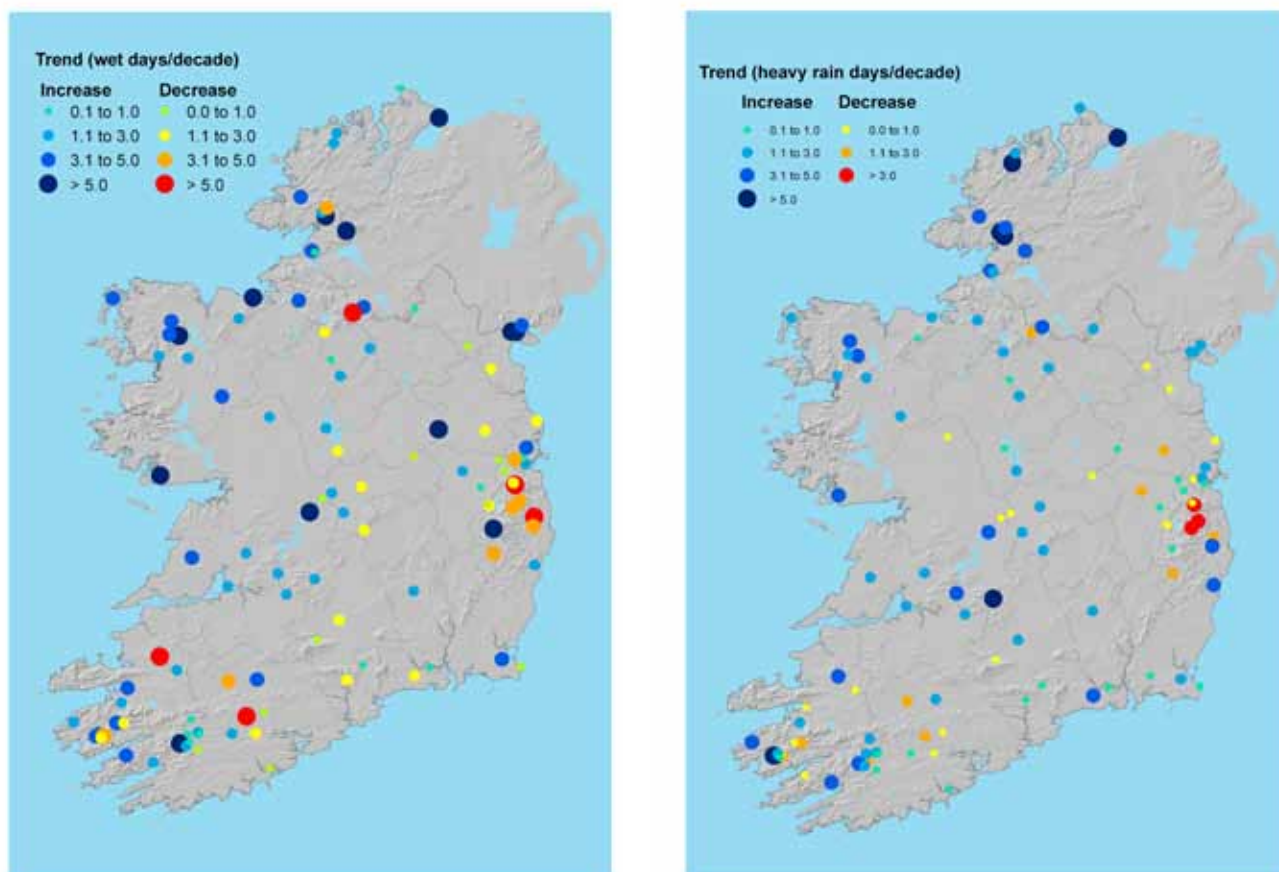 Trend (wet days/decade)
Increase Decrease
0.1 to 1.0 0.0 to 1.0
1.1 to 3.0 1.1 to 3.0
3.1 to 5.0 3.1 to 5.0
> 5.0 > 5.0
Trend (heavy rain days/decade)
Increase Decrease
0.1 to 1.0 0.0 to 1.0
1.1 to 3.0 1.1 to 3.0
3.1 to 5.0 > 3.0
> 5.0